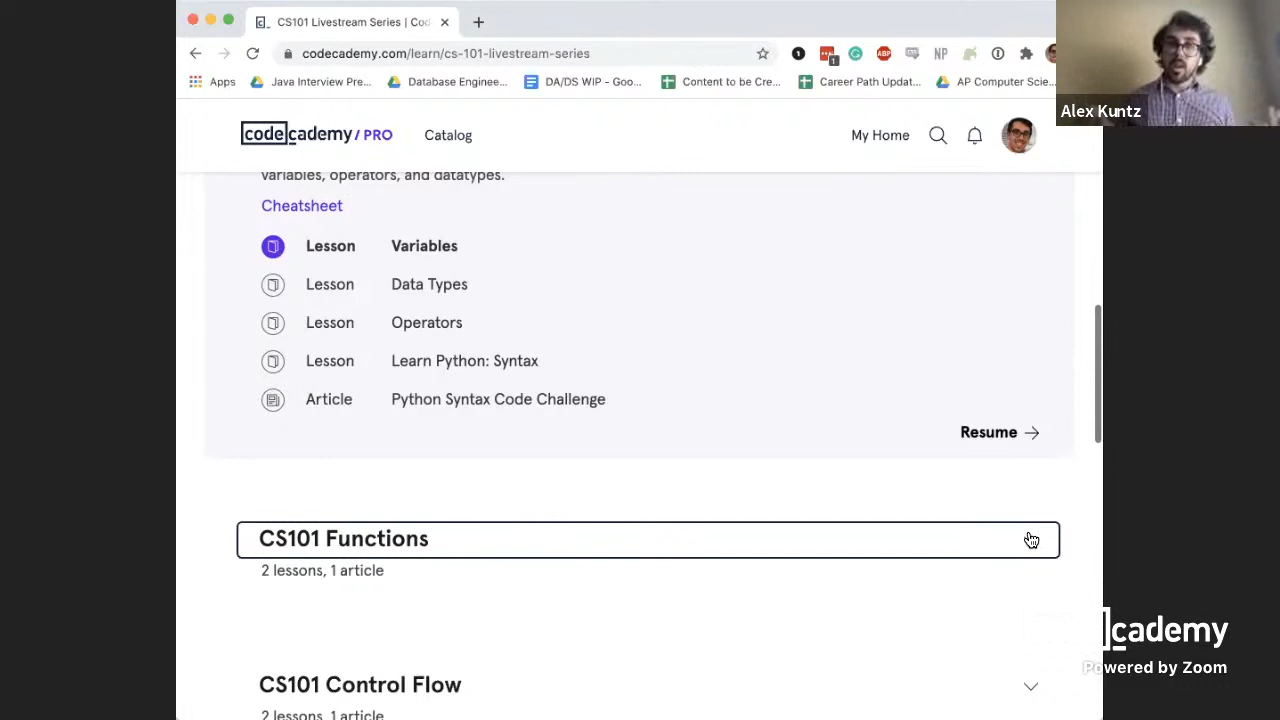 CS101 Livestream Series | Cod
codecademy.com/learn/cs-101-livestream-series
1
ABP
NP
Apps
Java Interview Pre...
Database Enginee...
DA/DS WIP - Goo...
Content to be Cre...
Career Path Updat...
AP Computer Scie...
Alex Kuntz
codecademy / PRO
Catalog
My Home
variables, operators, and datatypes.
Cheatsheet
Lesson Variables
Lesson Data Types
Lesson Operators
Lesson Learn Python: Syntax
Article Python Syntax Code Challenge
Resume
CS101 Functions
2 lessons, 1 article
cademy
Powered by Zoom
CS101 Control Flow
2 lessons, 1 article